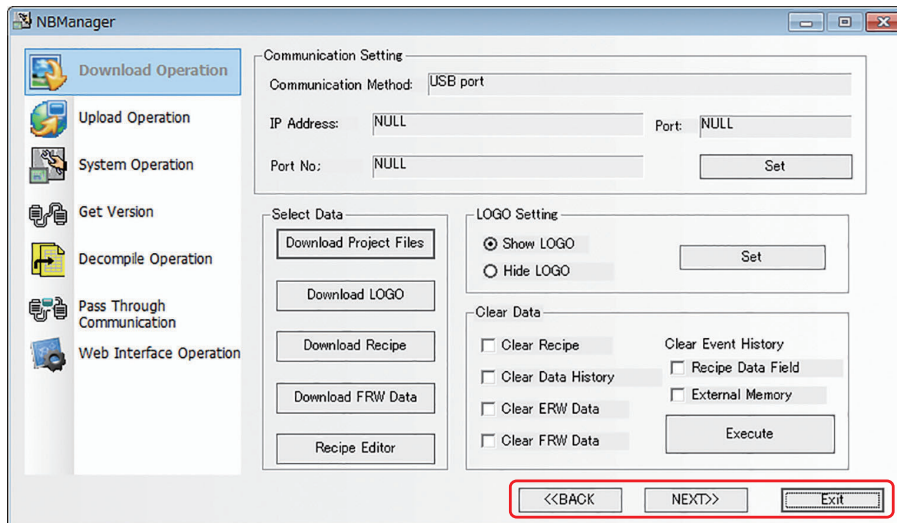 NBManager
Download Operation
Upload Operation
System Operation
Get Version
Decompile Operation
Pass Through
Communication
Web Interface Operation
Communication Setting
Communication Method: USB port
IP Address: NULL
Port: NULL
Port No: NULL
Set
Select Data
Download Project Files
Download LOGO
Download Recipe
Download FRW Data
Recipe Editor
LOGO Setting
Show LOGO
Hide LOGO
Set
Clear Data
Clear Recipe
Clear Data History
Clear ERW Data
Clear FRW Data
Clear Event History
Recipe Data Field
External Memory
Execute
<<BACK
NEXT>>
Exit